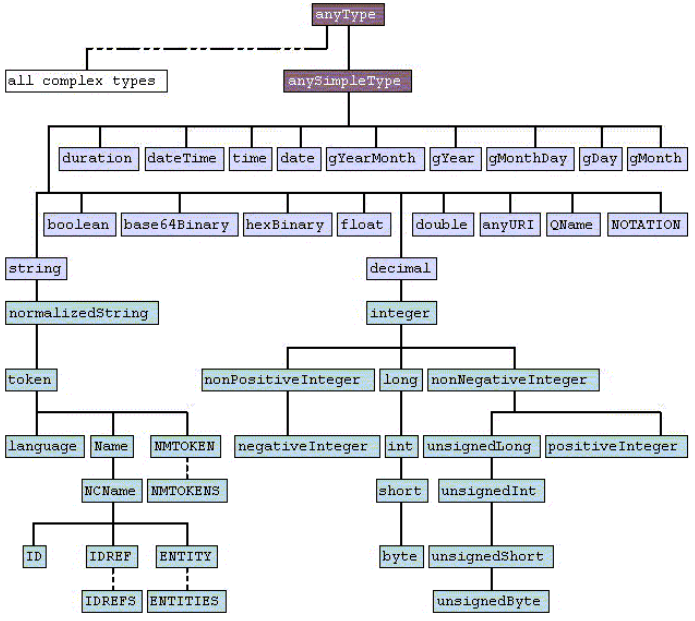 anyType
all complex types
anySimpleType
duration
dateTime
time
date
gYearMonth
gYear
gMonthDay
gDay
gMonth
boolean
base64Binary
hexBinary
float
double
anyURI
QName
NOTATION
string
decimal
normalizedString
integer
token
nonPositiveInteger
long
nonNegativeInteger
language
Name
NMTOKEN
negativeInteger
int
unsignedLong
positiveInteger
NCName
NMTOKENS
short
unsignedInt
ID
IDREF
ENTITY
byte
unsignedShort
IDREFS
ENTITIES
unsignedByte